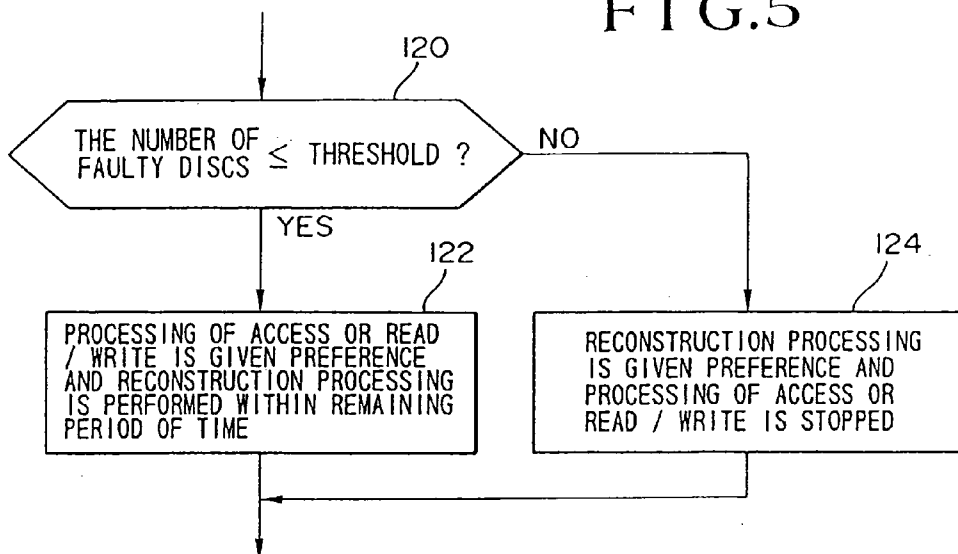 FIG.5
120
THE NUMBER OF
FAULTY DISCS ≤ THRESHOLD ?
NO
YES
122
124
PROCESSING OF ACCESS OR READ
/ WRITE IS GIVEN PREFERENCE
AND RECONSTRUCTION PROCESSING
IS PERFORMED WITHIN REMAINING
PERIOD OF TIME
RECONSTRUCTION PROCESSING
IS GIVEN PREFERENCE AND
PROCESSING OF ACCESS OR
READ / WRITE IS STOPPED